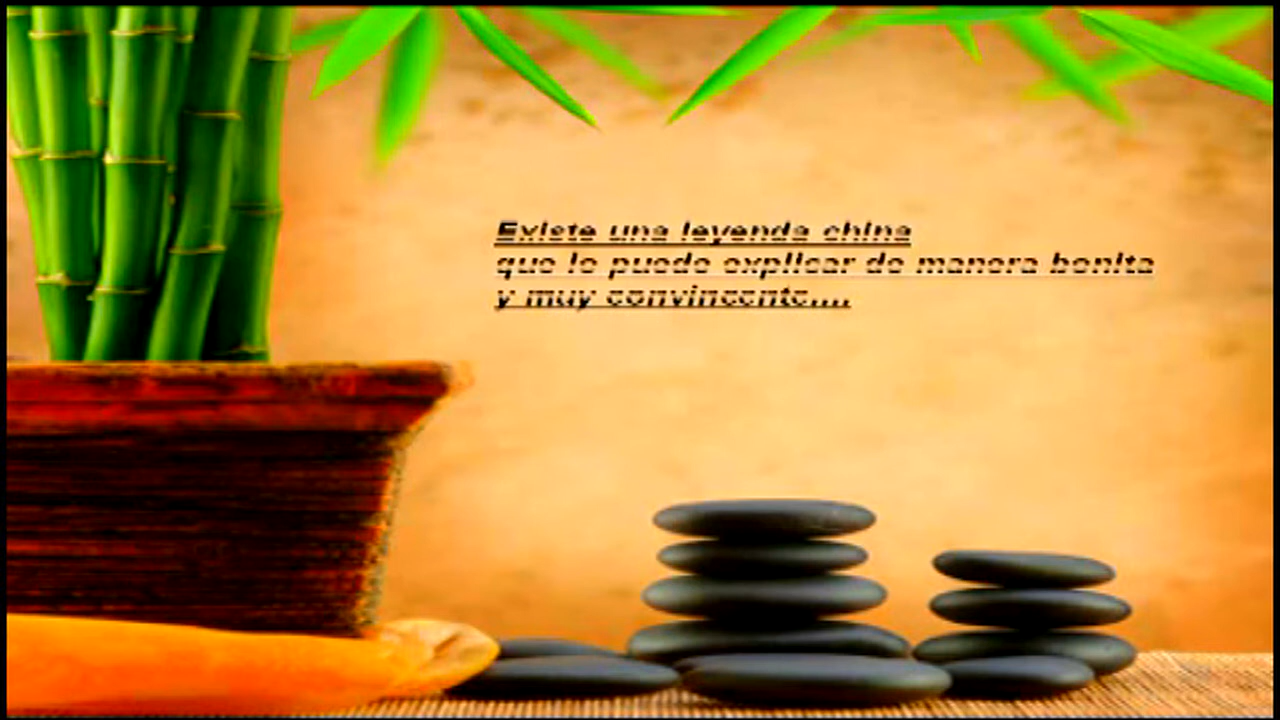 Existe una leyenda china
que lo puede explicar de manera bonita
y muy convincente....